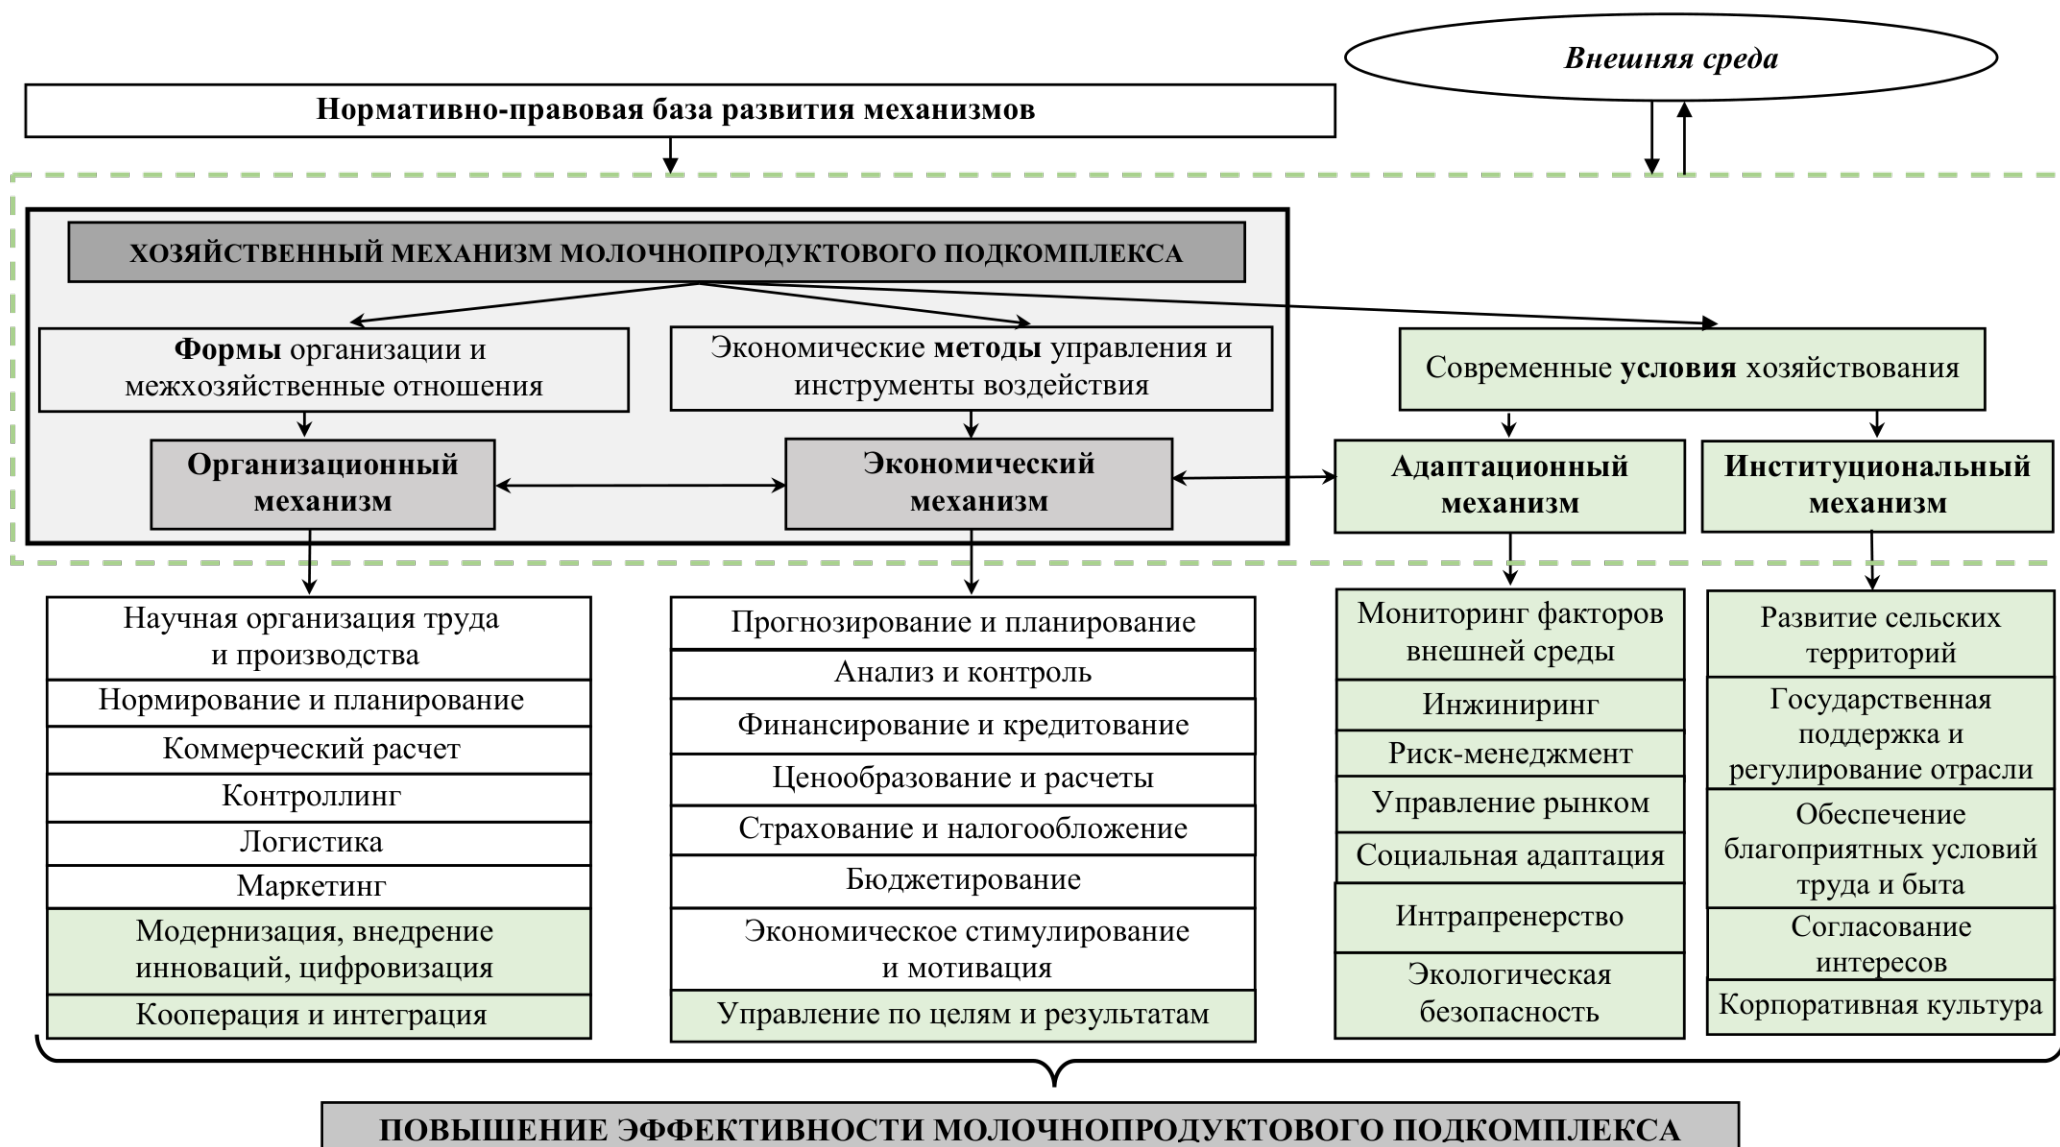 Внешняя среда
Нормативно-правовая база развития механизмов
ХОЗЯЙСТВЕННЫЙ МЕХАНИЗМ МОЛОЧНОПРОДУКТОВОГО ПОДКОМПЛЕКСА
Формы организации и
межхозяйственные отношения
Экономические методы управления и
инструменты воздействия
Современные условия хозяйствования
Организационный
механизм
Экономический
механизм
Адаптационный
механизм
Институциональный
механизм
Научная организация труда
и производства
Нормирование и планирование
Коммерческий расчет
Контроллинг
Логистика
Маркетинг
Модернизация, внедрение
инноваций, цифровизация
Кооперация и интеграция
Прогнозирование и планирование
Анализ и контроль
Финансирование и кредитование
Ценообразование и расчеты
Страхование и налогообложение
Бюджетирование
Экономическое стимулирование
и мотивация
Управление по целям и результатам
Мониторинг факторов
внешней среды
Инжиниринг
Риск-менеджмент
Управление рынком
Социальная адаптация
Интрапренерство
Экологическая
безопасность
Развитие сельских
территорий
Государственная
поддержка и
регулирование отрасли
Обеспечение
благоприятных условий
труда и быта
Согласование
интересов
Корпоративная культура
ПОВЫШЕНИЕ ЭФФЕКТИВНОСТИ МОЛОЧНОПРОДУКТОВОГО ПОДКОМПЛЕКСА